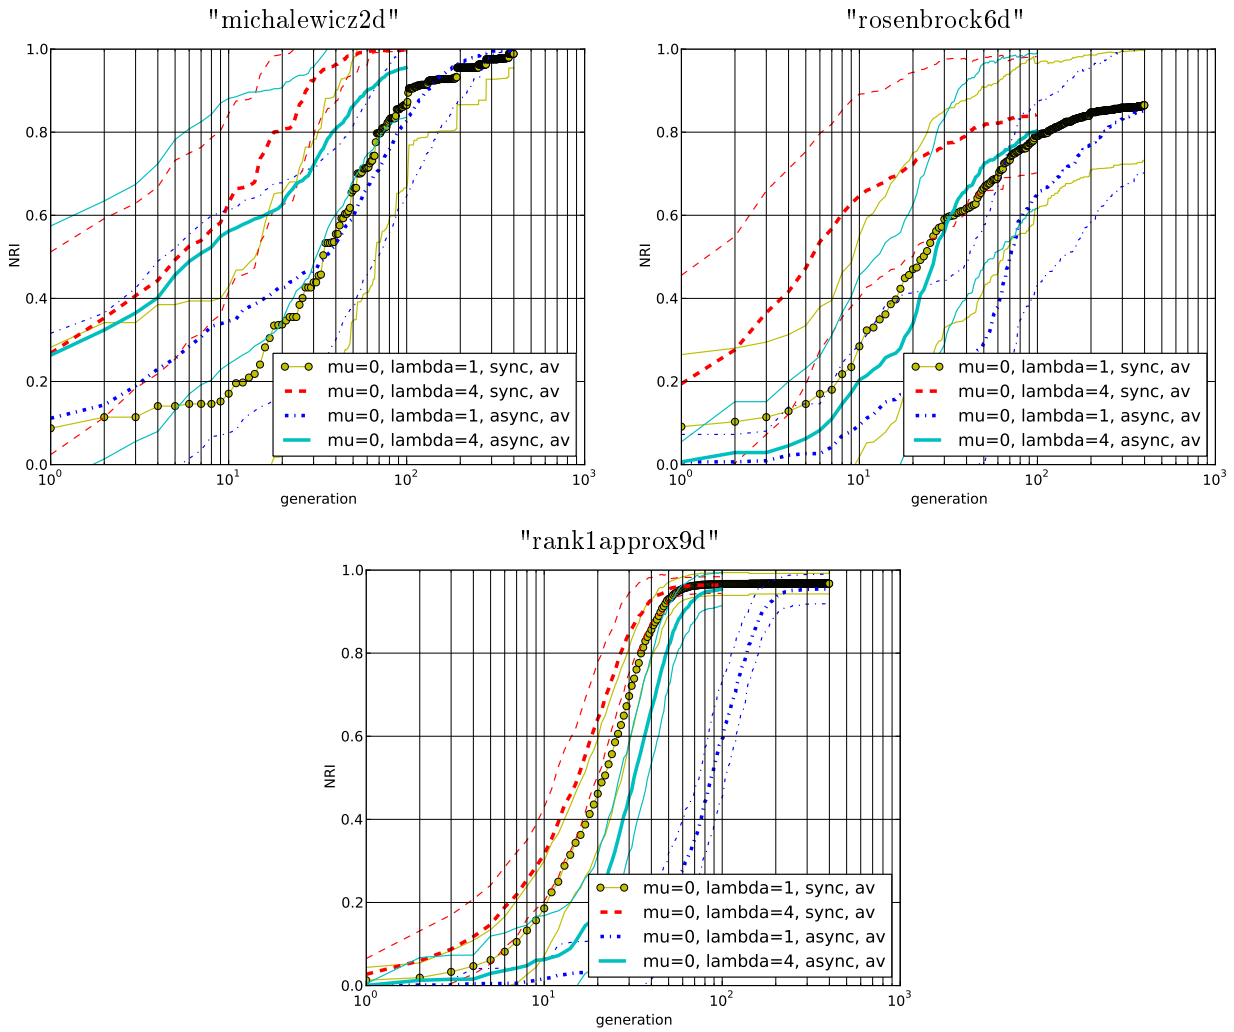 "michalewicz2d"
1.0
0.8
0.6
0.4
0.2
0.0
NRI
mu=0, lambda=1, sync, av
mu=0, lambda=4, sync, av
mu=0, lambda=1, async, av
mu=0, lambda=4, async, av
10^0 10^1 10^2 10^3
generation
"rosenbrock6d"
1.0
0.8
0.6
0.4
0.2
0.0
NRI
mu=0, lambda=1, sync, av
mu=0, lambda=4, sync, av
mu=0, lambda=1, async, av
mu=0, lambda=4, async, av
10^0 10^1 10^2 10^3
generation
"rank1approx9d"
1.0
0.8
0.6
0.4
0.2
0.0
NRI
mu=0, lambda=1, sync, av
mu=0, lambda=4, sync, av
mu=0, lambda=1, async, av
mu=0, lambda=4, async, av
10^0 10^1 10^2 10^3
generation